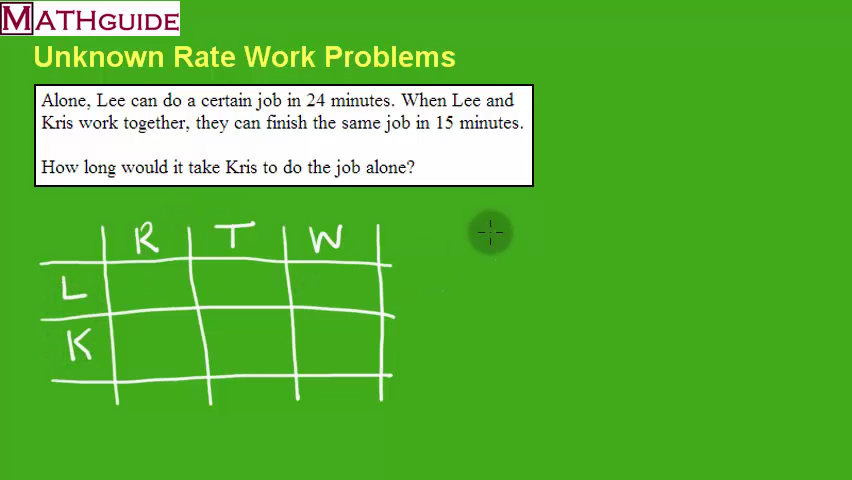 MATHGUIDE
Unknown Rate Work Problems
Alone, Lee can do a certain job in 24 minutes. When Lee and
Kris work together, they can finish the same job in 15 minutes.
How long would it take Kris to do the job alone?
R T W
L
K